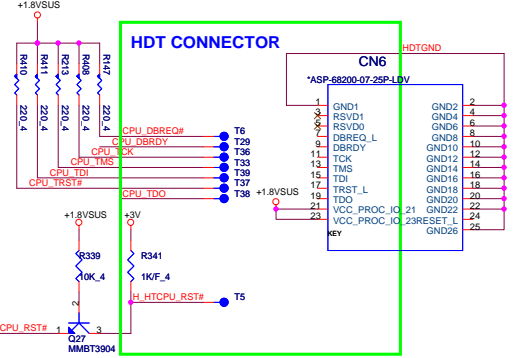 +1.8VSUS
HDT CONNECTOR
HDTGND
CN6
*ASP-68200-07-25P-LDV
R410
R411
R213
R408
R147
220_4
220_4
220_4
220_4
220_4
1 GND1 GND2 2
3 RSVD1 GND4 4
5 RSVD0 GND6 6
7 DBREQ_L GND8 8
9 DBRDY GND10 10
11 TCK GND12 12
13 TMS GND14 14
15 TDI GND16 16
17 TRST_L GND18 18
19 TDO GND20 20
21 VCC_PROC_IO_21 GND22 22
23 VCC_PROC_IO_23 RESET_L 24
GND26 25
KEY
+1.8VSUS
CPU_DBREQ# T6
CPU_DBRDY T29
CPU_TCK T36
CPU_TMS T33
CPU_TDI T39
CPU_TRST# T37
CPU_TDO T38
+1.8VSUS +3V
R339 R341
10K_4 1K/F_4
H_HTCPU_RST# T5
2
CPU_RST# 1 3
Q27
MMBT3904